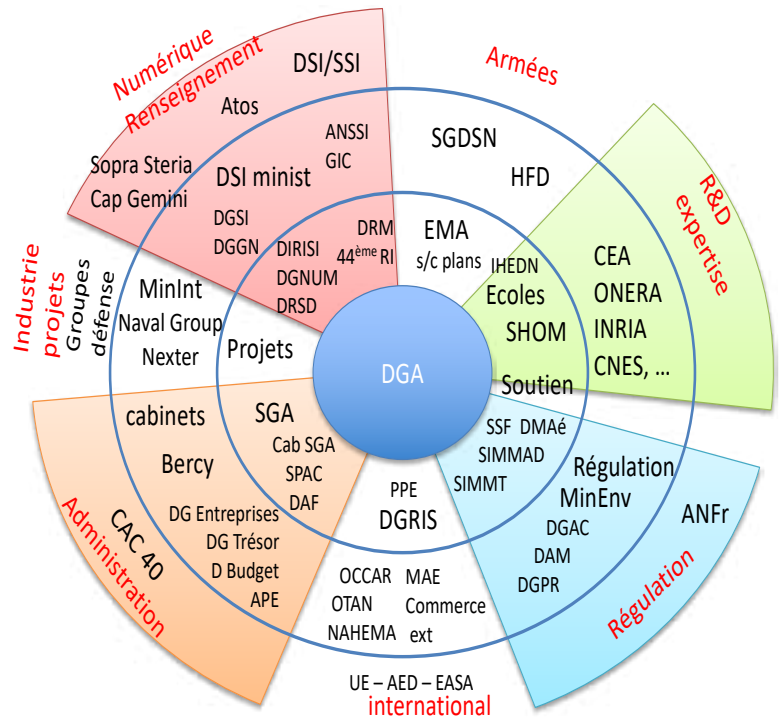 Numérique
Renseignement
DSI/SSI
Atos
ANSSI
GIC
Sopra Steria
Cap Gemini
DSI minist
DGSI
DGGN
DIRISI
DGNUM
DRSD
DRM
44ème RI
Armées
SGDSN
HFD
EMA
s/c plans
R&D
expertise
CEA
ONERA
INRIA
CNES, ...
IHEDN
Ecoles
SHOM
Soutien
DGA
Industrie
projets
Groupes
défense
MinInt
Naval Group
Nexter
Projets
SSF DMAé
SIMMAD
SIMMT
Régulation
MinEnv
DGAC
DAM
DGPR
ANFr
Régulation
PPE
DGRIS
OCCAR
OTAN
NAHEMA
MAE
Commerce
ext
UE – AED – EASA
international
SGA
Cab SGA
SPAC
DAF
cabinets
Bercy
DG Entreprises
DG Trésor
D Budget
APE
CAC 40
Administration